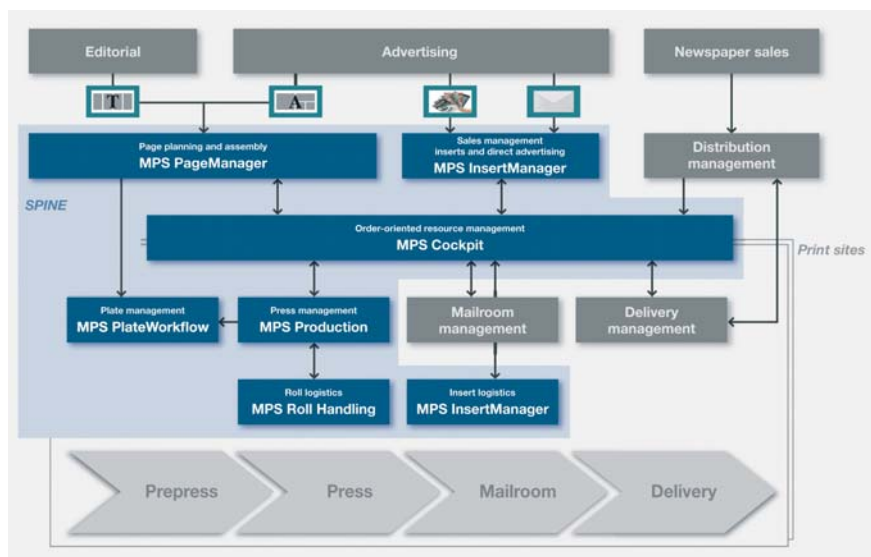 Editorial
Advertising
Newspaper sales
T
A
Page planning and assembly
MPS PageManager
Sales management
inserts and direct advertising
MPS InsertManager
Distribution
management
SPINE
Order-oriented resource management
MPS Cockpit
Print sites
Plate management
MPS PlateWorkflow
Press management
MPS Production
Mailroom
management
Delivery
management
Roll logistics
MPS Roll Handling
Insert logistics
MPS InsertManager
Prepress
Press
Mailroom
Delivery